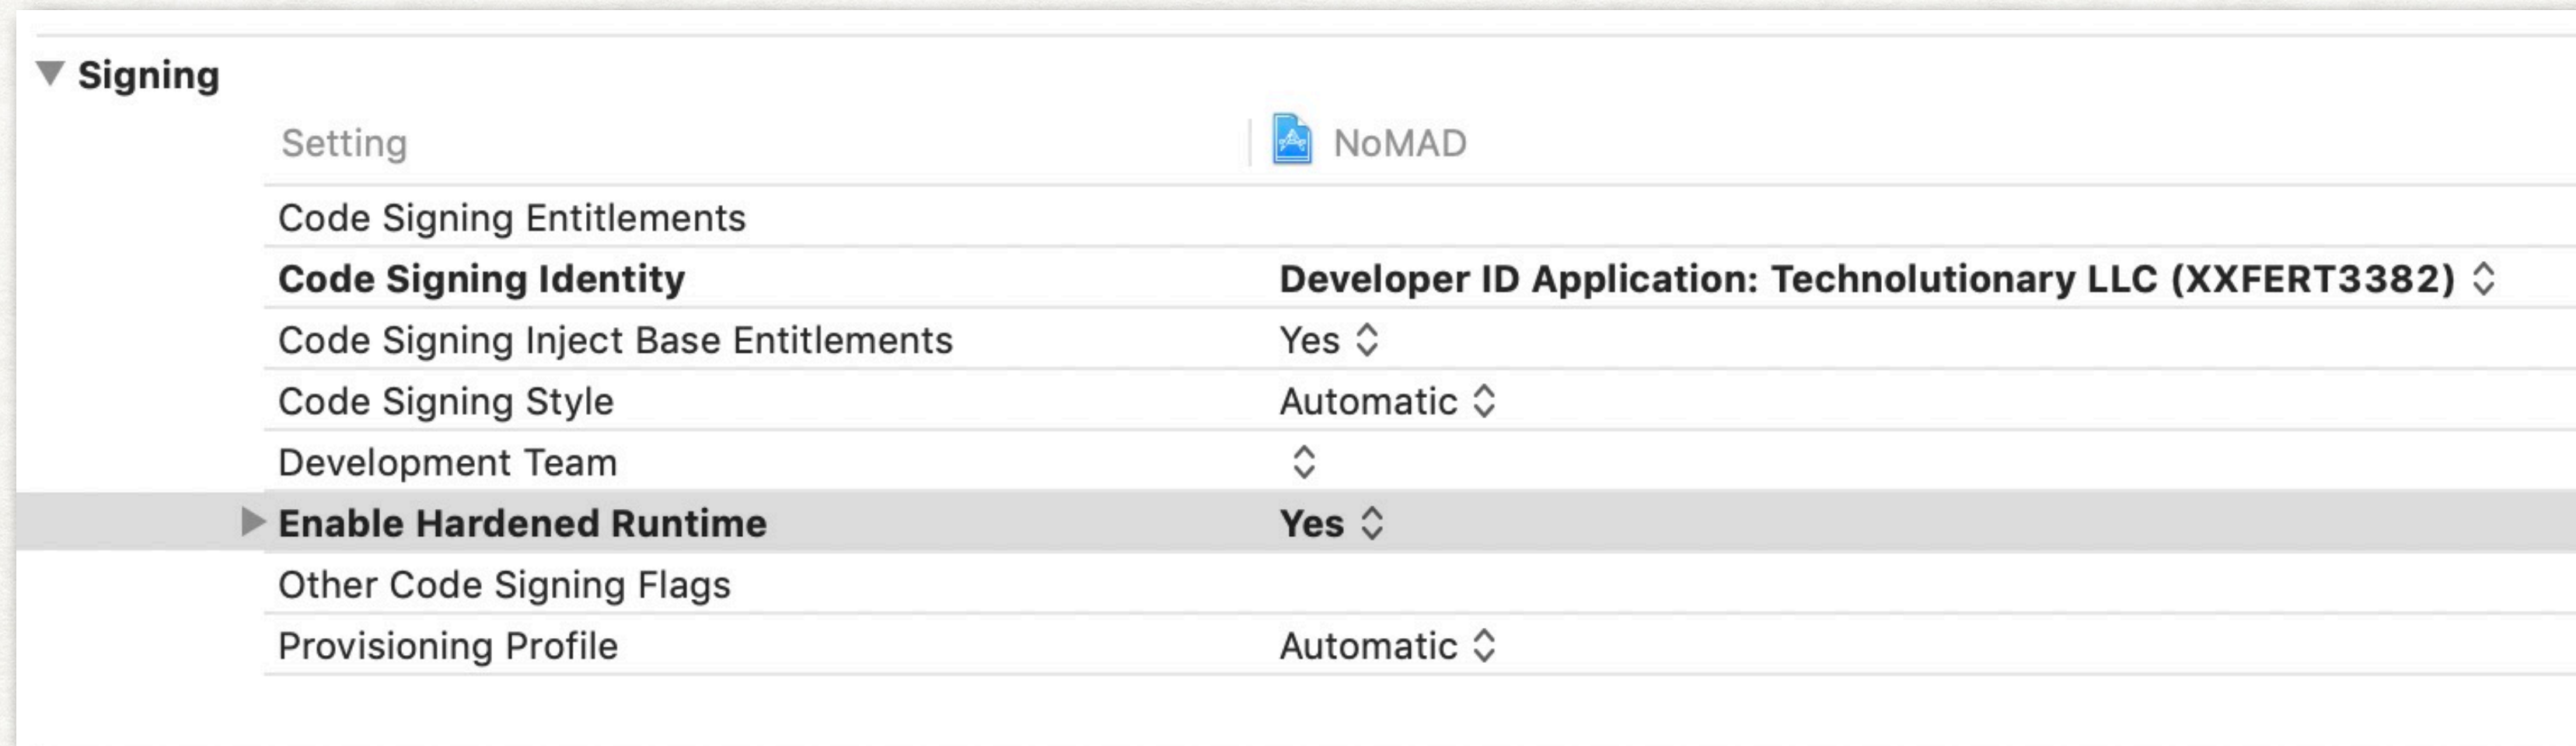 Signing
Setting NoMAD
Code Signing Entitlements
Code Signing Identity Developer ID Application: Technolutionary LLC (XXFERT3382)
Code Signing Inject Base Entitlements Yes
Code Signing Style Automatic
Development Team
Enable Hardened Runtime Yes
Other Code Signing Flags
Provisioning Profile Automatic